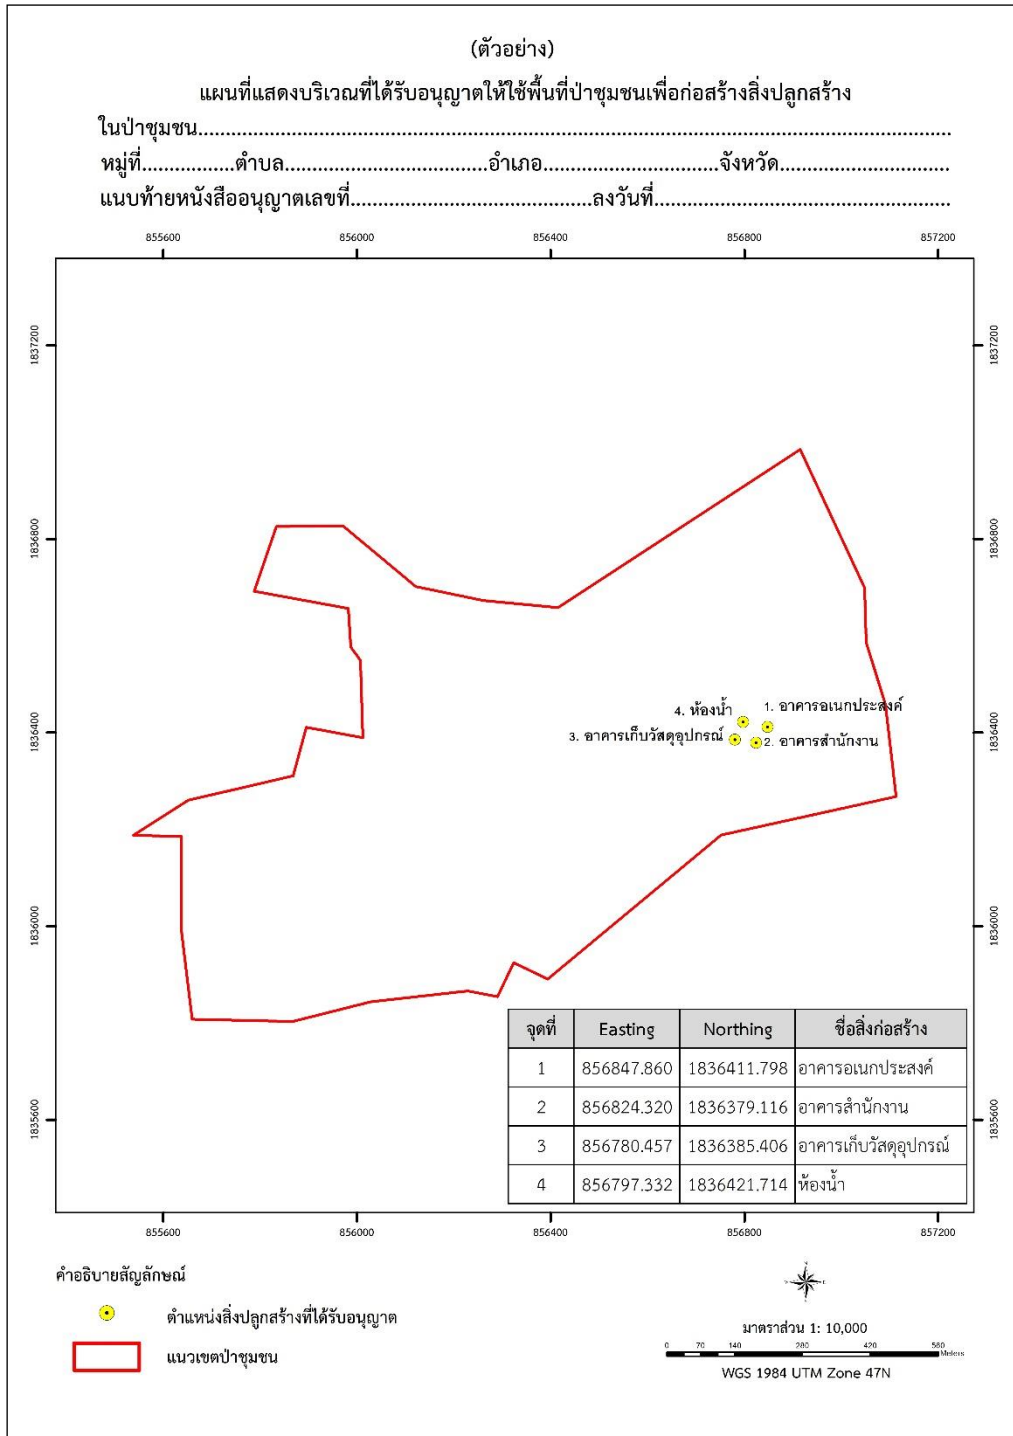 (ตัวอย่าง)
แผนที่แสดงบริเวณที่ได้รับอนุญาตให้ใช้พื้นที่ป่าชุมชนเพื่อก่อสร้างสิ่งปลูกสร้าง
ในป่าชุมชน........................................................................................................................................
หมู่ที่.................ตำบล.....................................อำเภอ................................จังหวัด...............................
แนบท้ายหนังสืออนุญาตเลขที่............................................ลงวันที่......................................................
855600 856000 856400 856800 857200
1837200 1837200
1836800 1836800
4. ห้องน้ำ 1. อาคารอเนกประสงค์
1836400 3. อาคารเก็บวัสดุอุปกรณ์ 2. อาคารสำนักงาน 1836400
1836000 1836000
จุดที่ Easting Northing ชื่อสิ่งก่อสร้าง
1 856847.860 1836411.798 อาคารอเนกประสงค์
2 856824.320 1836379.116 อาคารสำนักงาน
3 856780.457 1836385.406 อาคารเก็บวัสดุอุปกรณ์
4 856797.332 1836421.714 ห้องน้ำ
1835600 1835600
855600 856000 856400 856800 857200
คำอธิบายสัญลักษณ์
ตำแหน่งสิ่งปลูกสร้างที่ได้รับอนุญาต
แนวเขตป่าชุมชน
มาตราส่วน 1: 10,000
0 70 140 280 420 560
Meters
WGS 1984 UTM Zone 47N